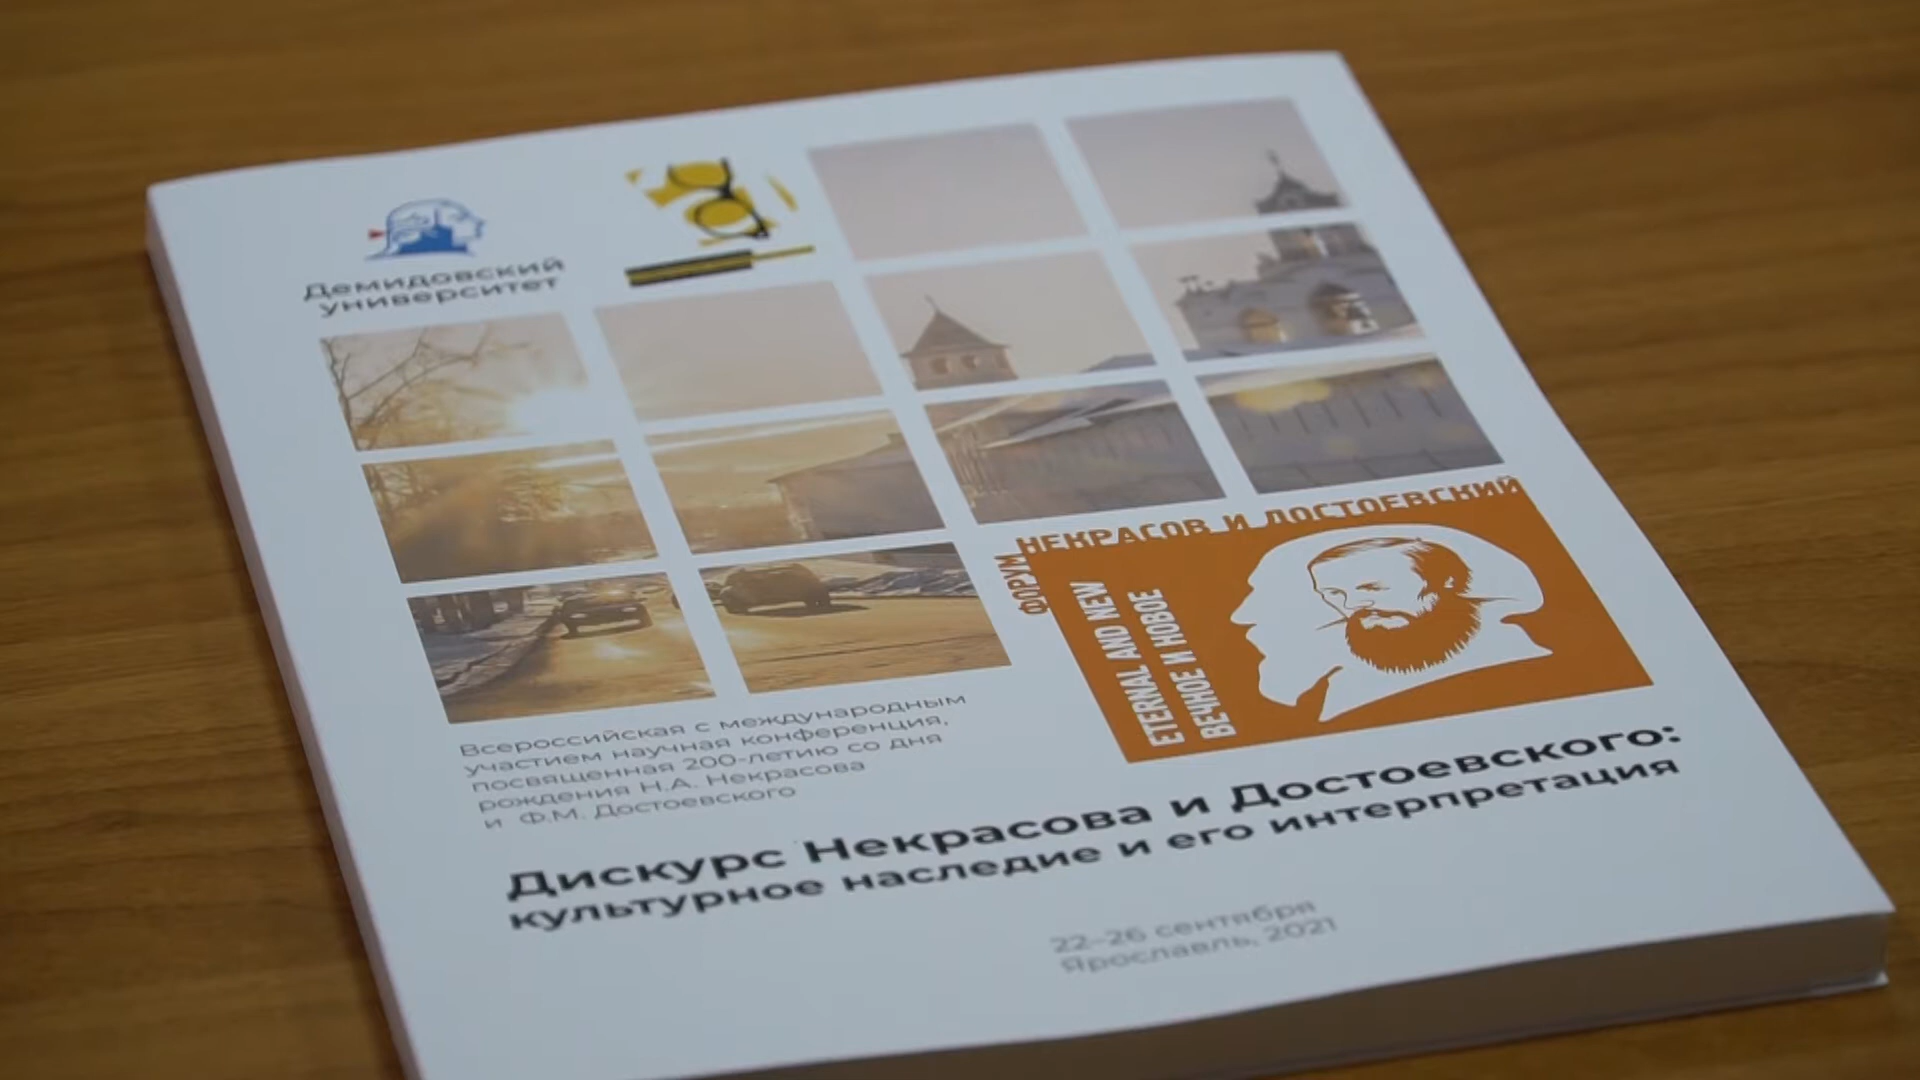 Демидовский
университет
ФОРУМ
НЕКРАСОВ И ДОСТОЕВСКИЙ
ETERNAL AND NEW
ВЕЧНОЕ И НОВОЕ
Всероссийская с международным
участием научная конференция,
посвященная 200-летию со дня
рождения Н.А. Некрасова
и Ф.М. Достоевского
Дискурс Некрасова и Достоевского:
культурное наследие и его интерпретация
22–26 сентября
Ярославль, 2021